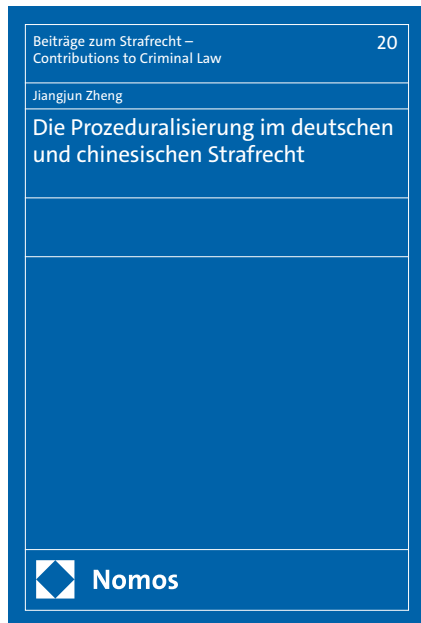 Beiträge zum Strafrecht –
Contributions to Criminal Law
20
Jiangjun Zheng
Die Prozeduralisierung im deutschen
und chinesischen Strafrecht
Nomos